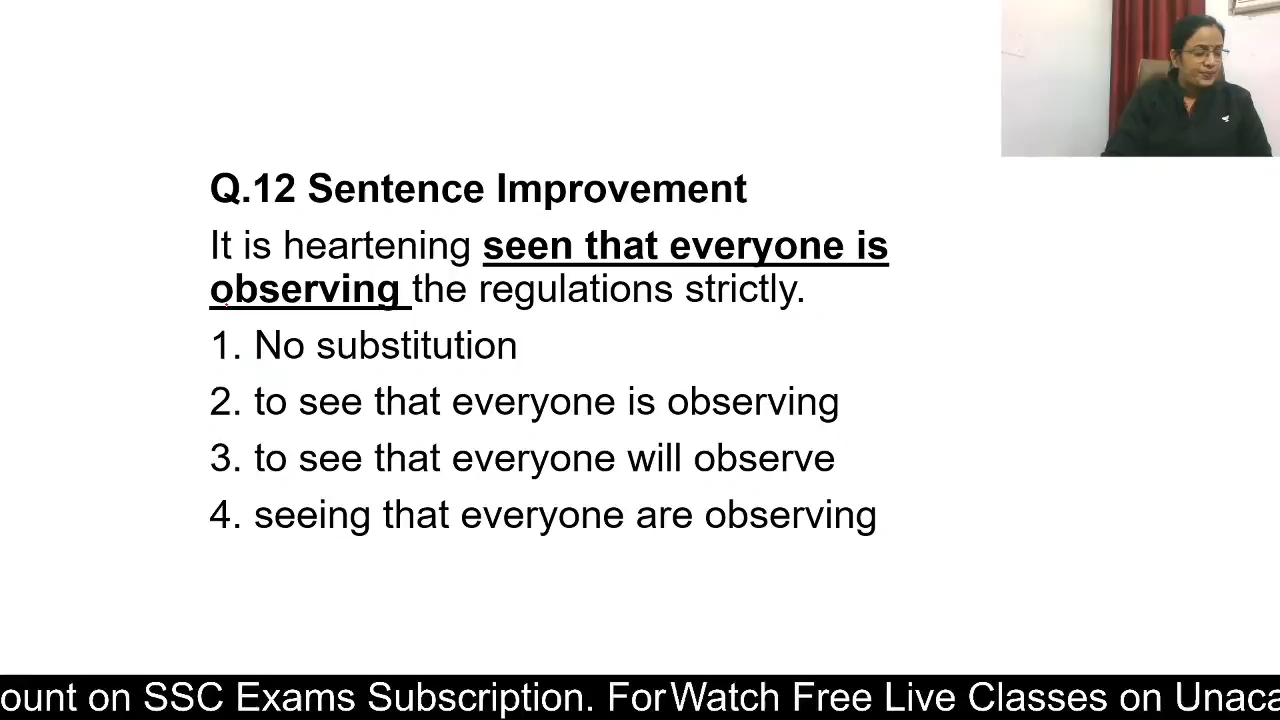 Q.12 Sentence Improvement
It is heartening seen that everyone is
observing the regulations strictly.
1. No substitution
2. to see that everyone is observing
3. to see that everyone will observe
4. seeing that everyone are observing
on SSC Exams Subscription. For Watch Free Live Classes on